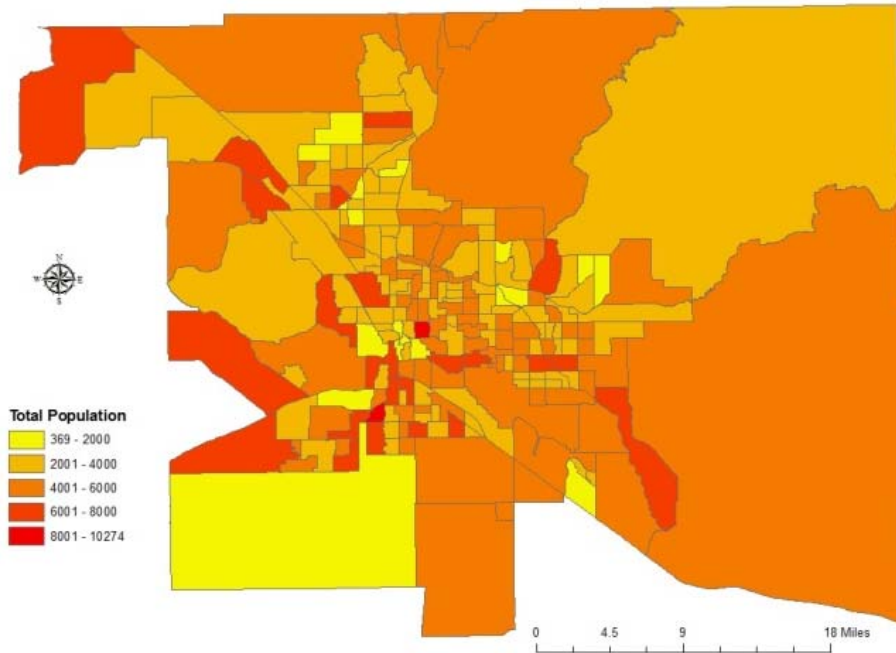 N
W E
S
Total Population
369 - 2000
2001 - 4000
4001 - 6000
6001 - 8000
8001 - 10274
0 4.5 9 18 Miles